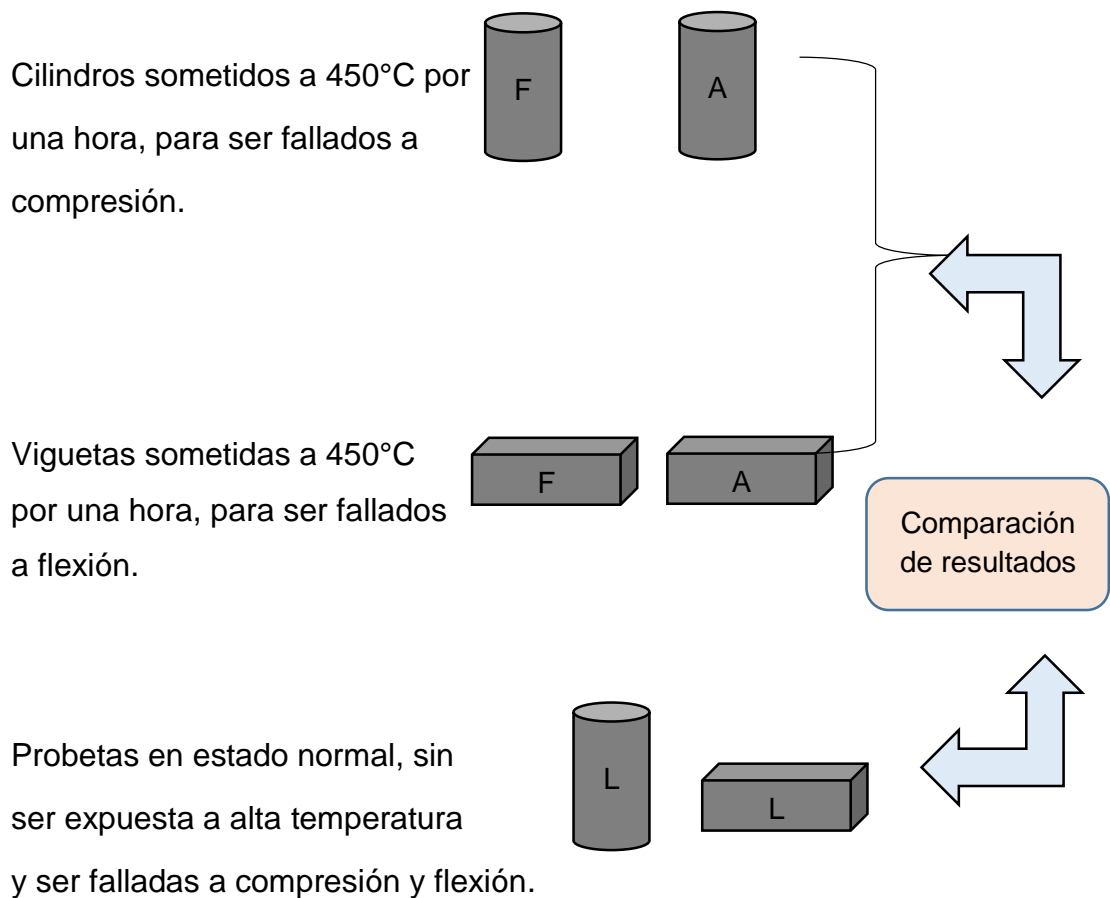 Cilindros sometidos a 450°C por
una hora, para ser fallados a
compresión.
F
A
Viguetas sometidas a 450°C
por una hora, para ser fallados
a flexión.
F
A
Comparación
de resultados
Probetas en estado normal, sin
ser expuesta a alta temperatura
y ser falladas a compresión y flexión.
L
L